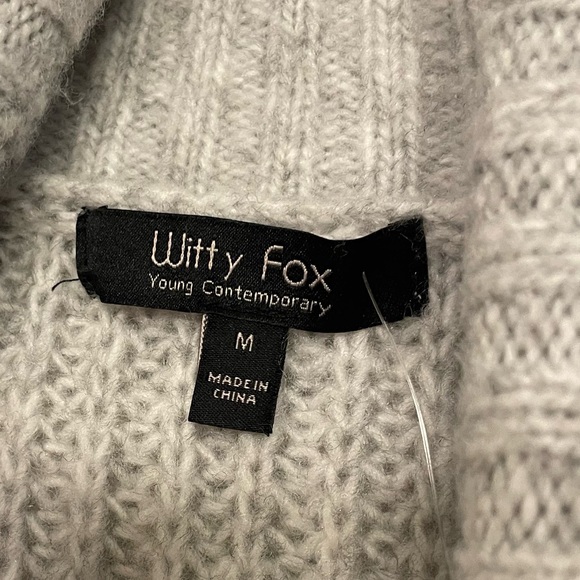 Witty Fox
Young Contemporary
M
MADE IN
CHINA